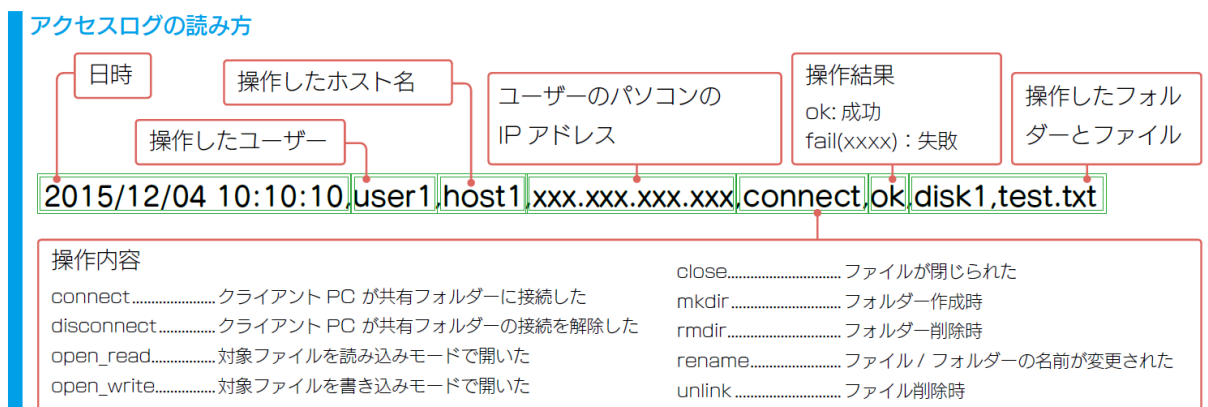 アクセスログの読み方
日時
操作したホスト名
ユーザーのパソコンの
IP アドレス
操作結果
ok: 成功
fail(xxxx)：失敗
操作したフォル
ダーとファイル
操作したユーザー
2015/12/04 10:10:10,user1,host1,xxx.xxx.xxx.xxx,connect,ok,disk1,test.txt
操作内容
connect.....................クライアント PC が共有フォルダーに接続した
disconnect..............クライアント PC が共有フォルダーの接続を解除した
open_read................対象ファイルを読み込みモードで開いた
open_write...............対象ファイルを書き込みモードで開いた
close............................ファイルが閉じられた
mkdir...........................フォルダー作成時
rmdir............................フォルダー削除時
rename.......................ファイル / フォルダーの名前が変更された
unlink..........................ファイル削除時